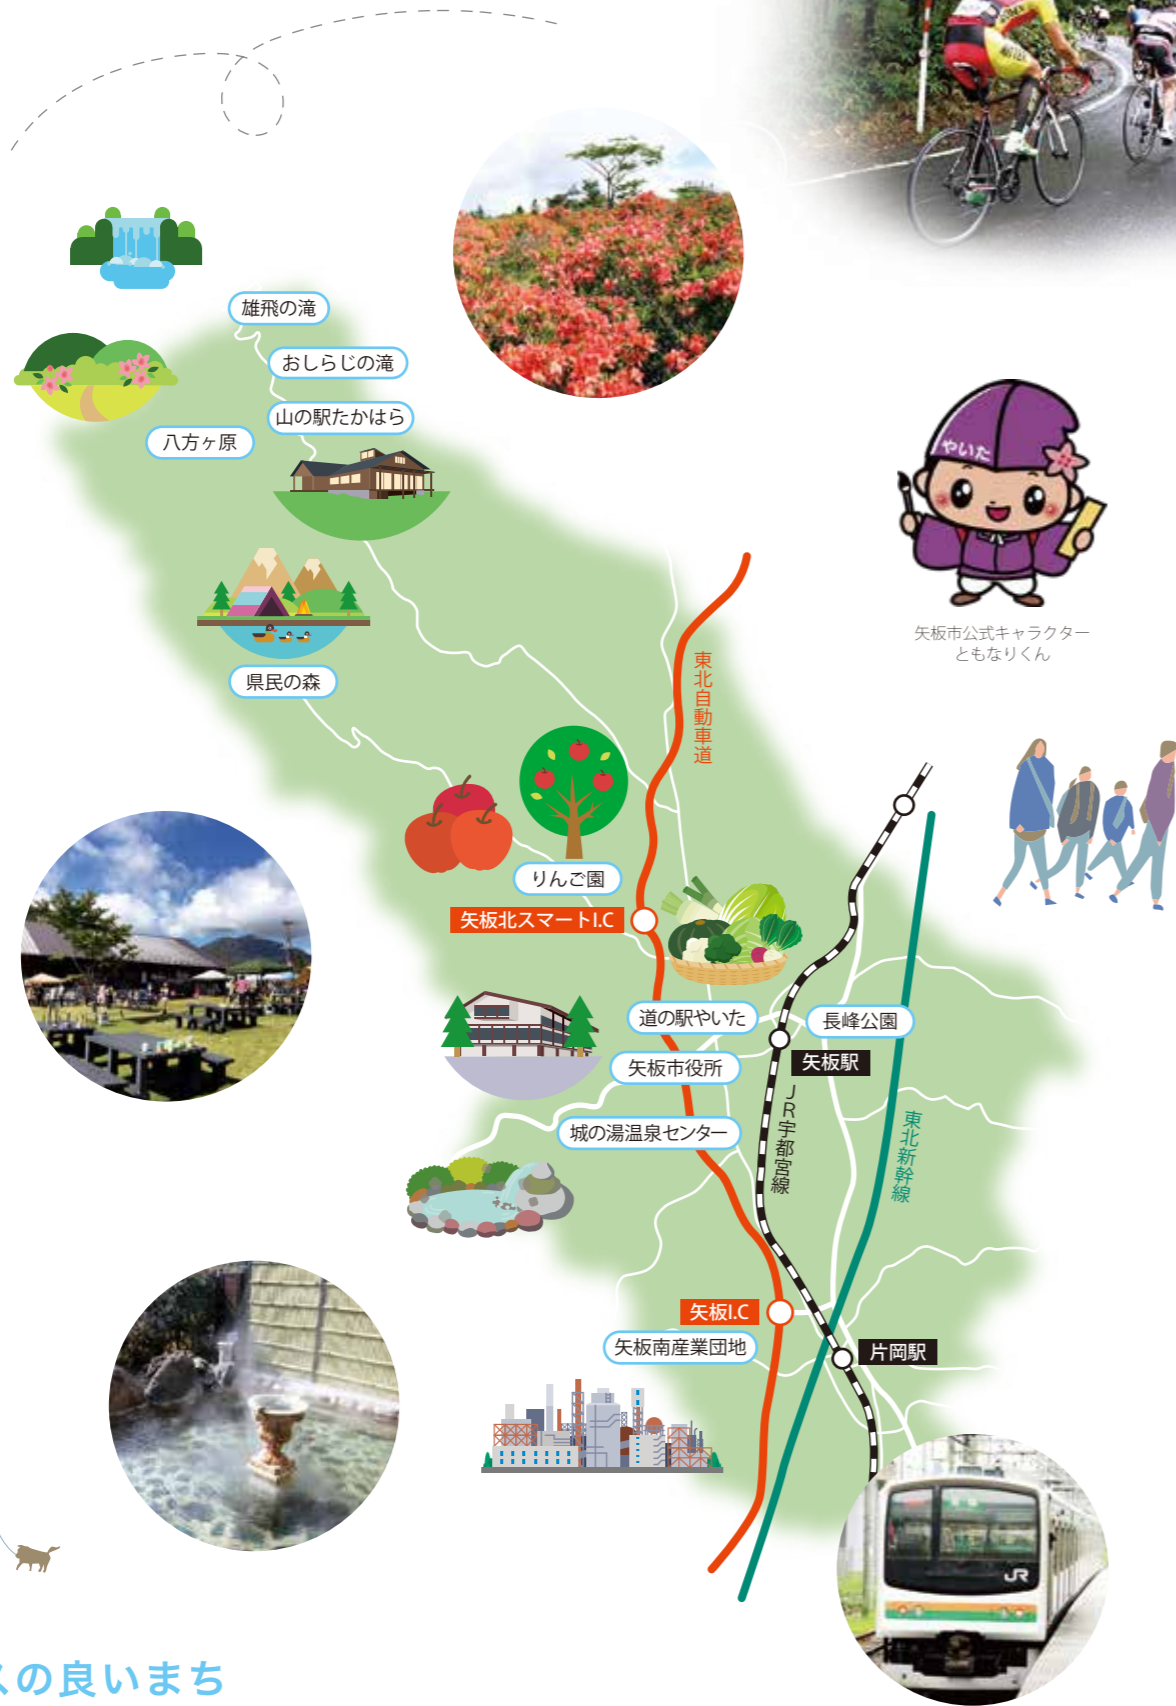 雄飛の滝
おしらじの滝
山の駅たかはら
八方ヶ原
県民の森
やいた
矢板市公式キャラクター
ともなりくん
東北自動車道
りんご園
矢板北スマートI.C
道の駅やいた
長峰公園
矢板駅
矢板市役所
JR宇都宮線
東北新幹線
城の湯温泉センター
矢板I.C
矢板南産業団地
片岡駅
JR
スの良いまち